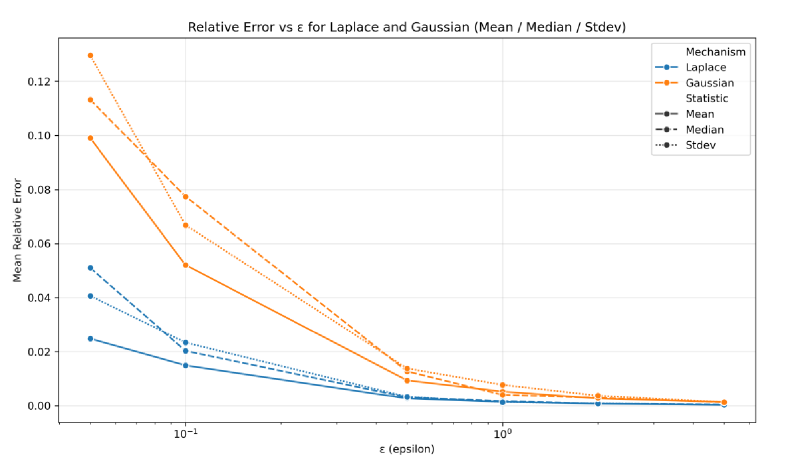 Relative Error vs ε for Laplace and Gaussian (Mean / Median / Stdev)
Mechanism
Laplace
Gaussian
Statistic
Mean
Median
Stdev
0.12
0.10
0.08
0.06
0.04
0.02
0.00
Mean Relative Error
10⁻¹
10⁰
ε (epsilon)